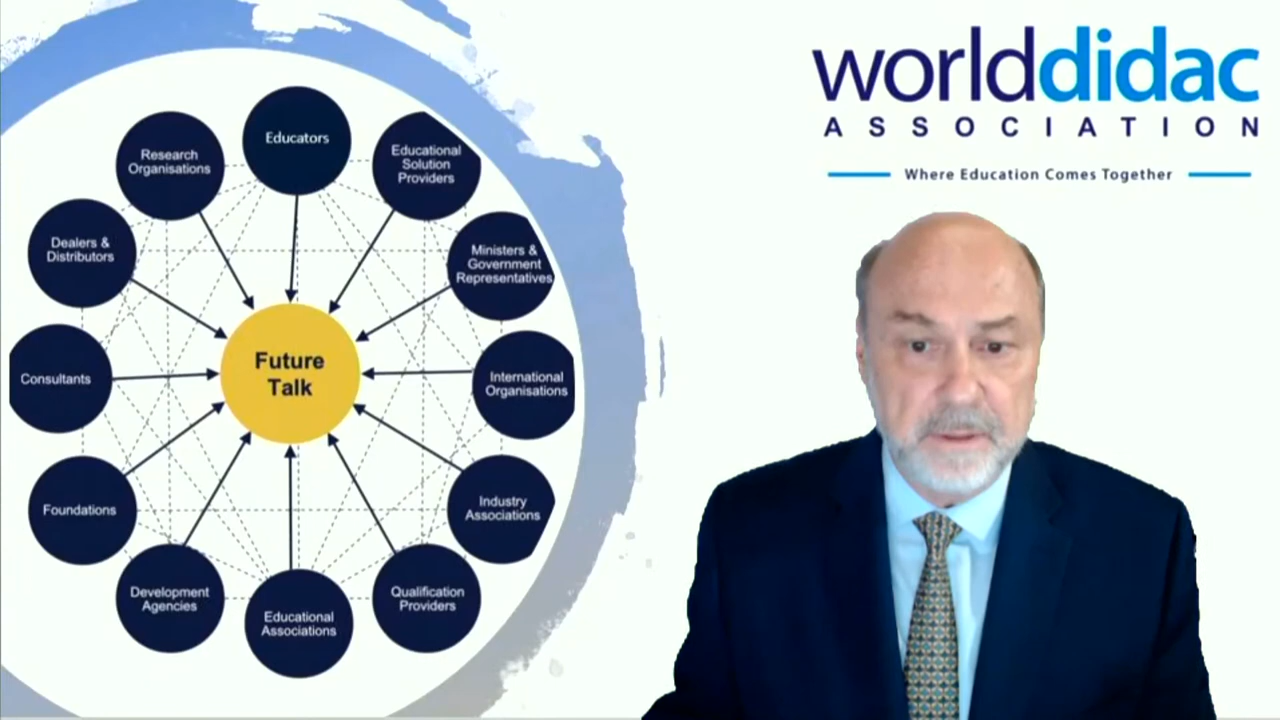 worlddidac
ASSOCIATION
Where Education Comes Together
Educators
Educational
Solution
Providers
Ministers &
Government
Representatives
International
Organisations
Industry
Associations
Qualification
Providers
Educational
Associations
Development
Agencies
Foundations
Consultants
Dealers &
Distributors
Research
Organisations
Future
Talk